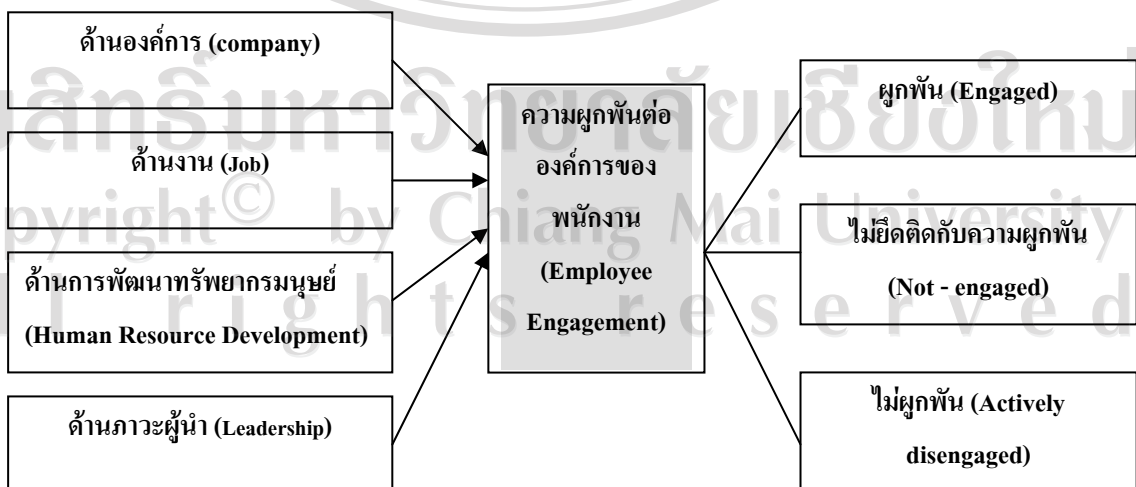 ด้านองค์การ (company)
ด้านงาน (Job)
ด้านการพัฒนาทรัพยากรมนุษย์
(Human Resource Development)
ด้านภาวะผู้นำ (Leadership)
ความผูกพันต่อ
องค์การของ
พนักงาน
(Employee
Engagement)
ผูกพัน (Engaged)
ไม่ยึดติดกับความผูกพัน
(Not - engaged)
ไม่ผูกพัน (Actively
disengaged)
สิทธิ์มหาวิทยาลัยเชียงใหม่
pyright© by Chiang Mai University
l rights reserved